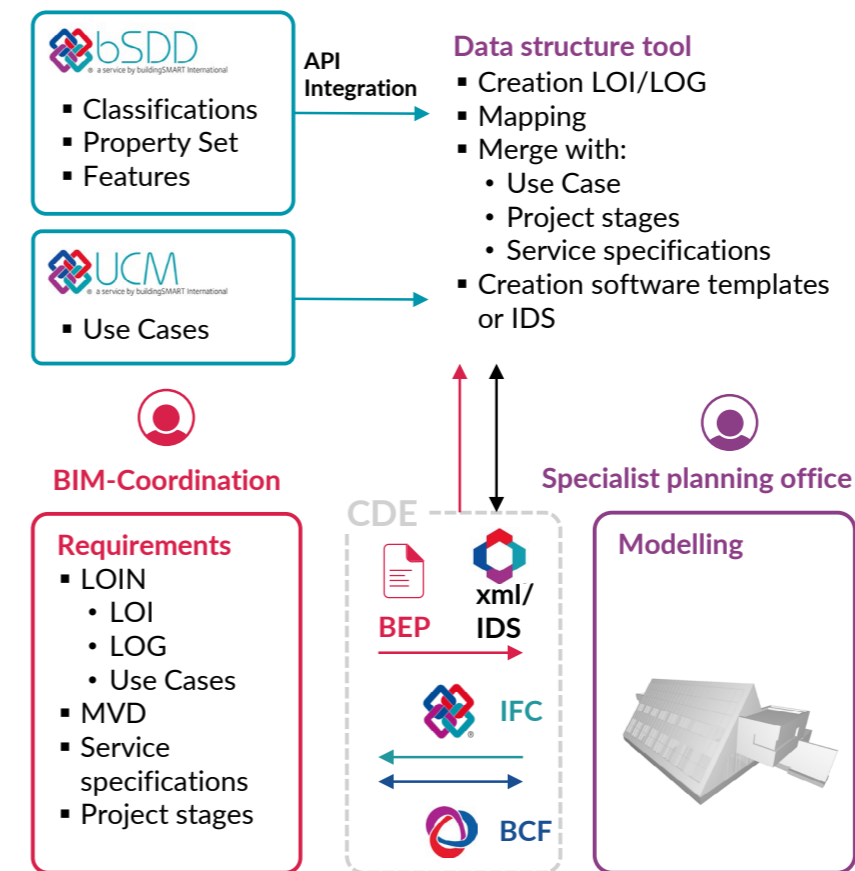 bSDD
® a service by buildingSMART International
▪ Classifications
▪ Property Set
▪ Features
API
Integration
Data structure tool
▪ Creation LOI/LOG
▪ Mapping
▪ Merge with:
• Use Case
• Project stages
• Service specifications
▪ Creation software templates
or IDS
UCM
® a service by buildingSMART International
▪ Use Cases
BIM-Coordination
Specialist planning office
Requirements
▪ LOIN
• LOI
• LOG
• Use Cases
▪ MVD
▪ Service
specifications
▪ Project stages
CDE
BEP
xml/
IDS
IFC
®
BCF
Modelling